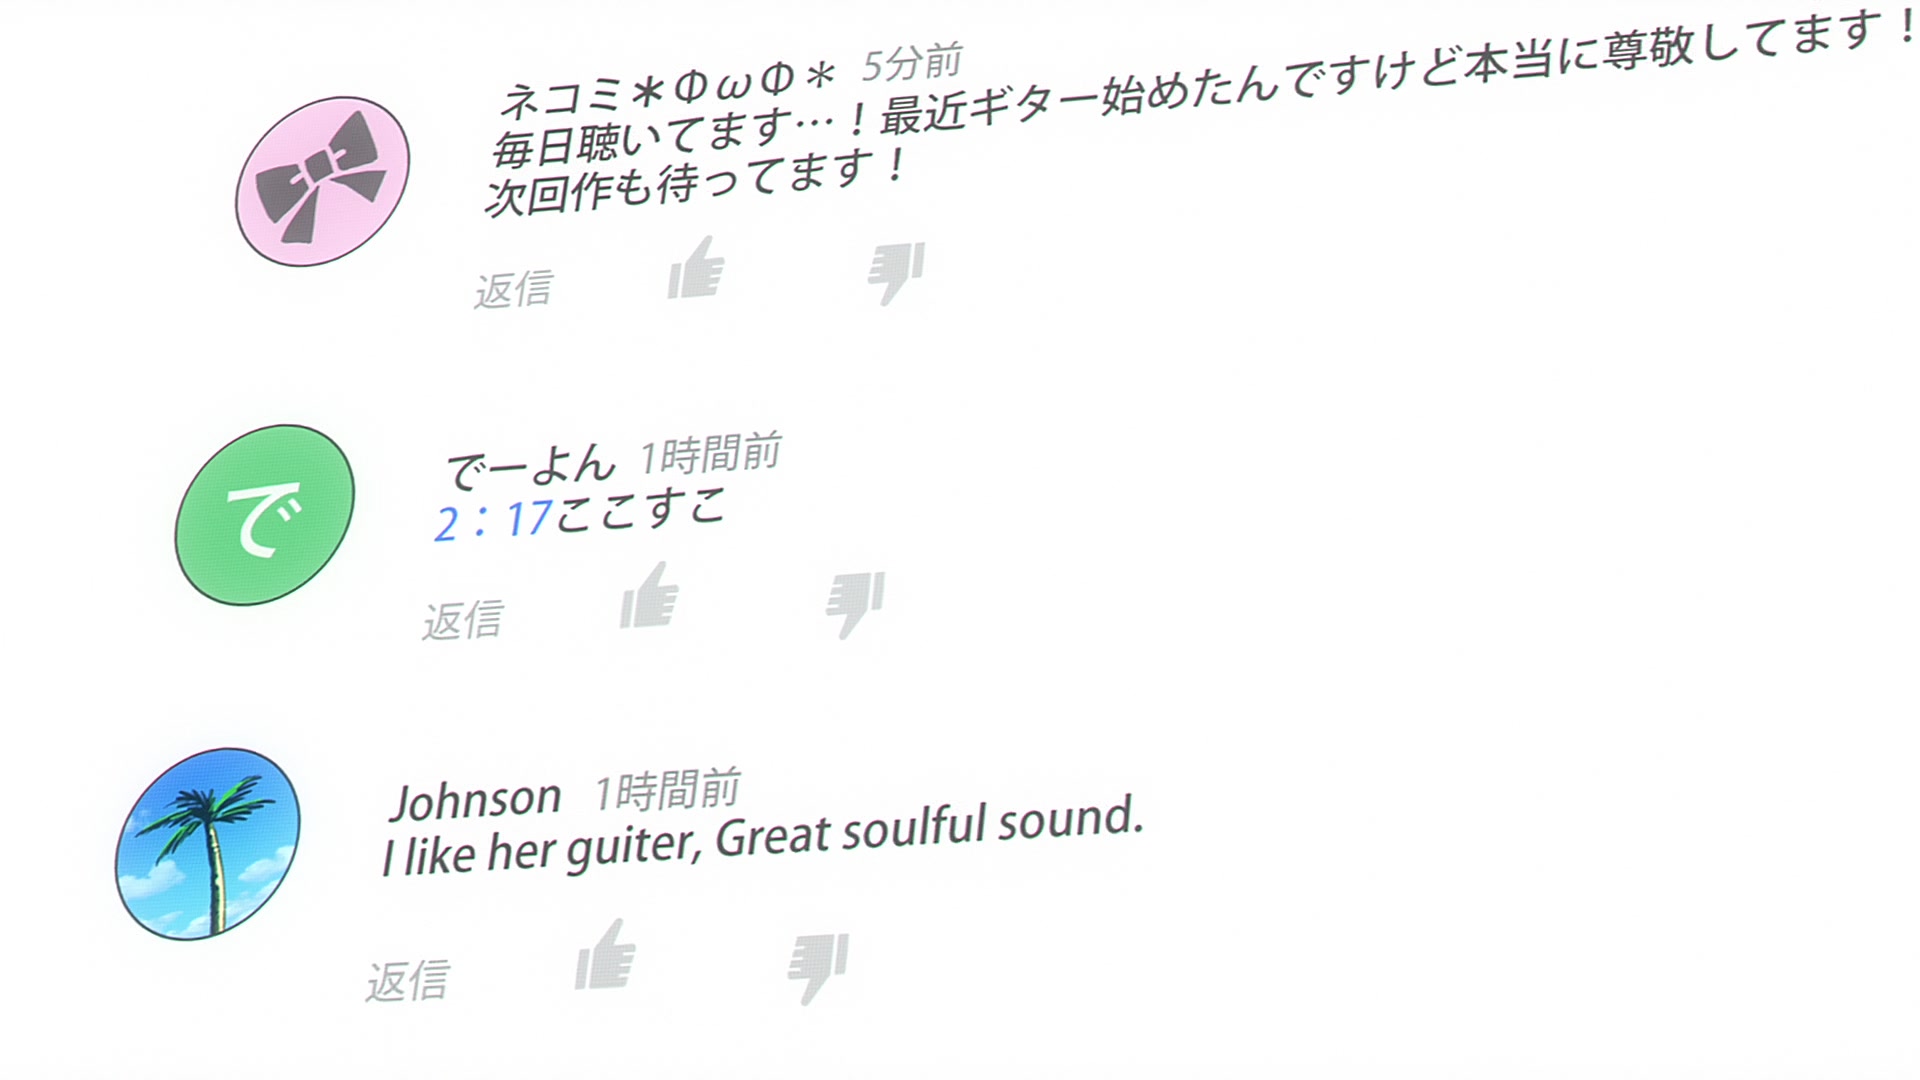 ネコミ＊ΦωΦ＊ 5分前
毎日聴いてます…！最近ギター始めたんですけど本当に尊敬してます！
次回作も待ってます！
返信
で
でーよん 1時間前
2：17ここすこ
返信
Johnson 1時間前
I like her guiter, Great soulful sound.
返信